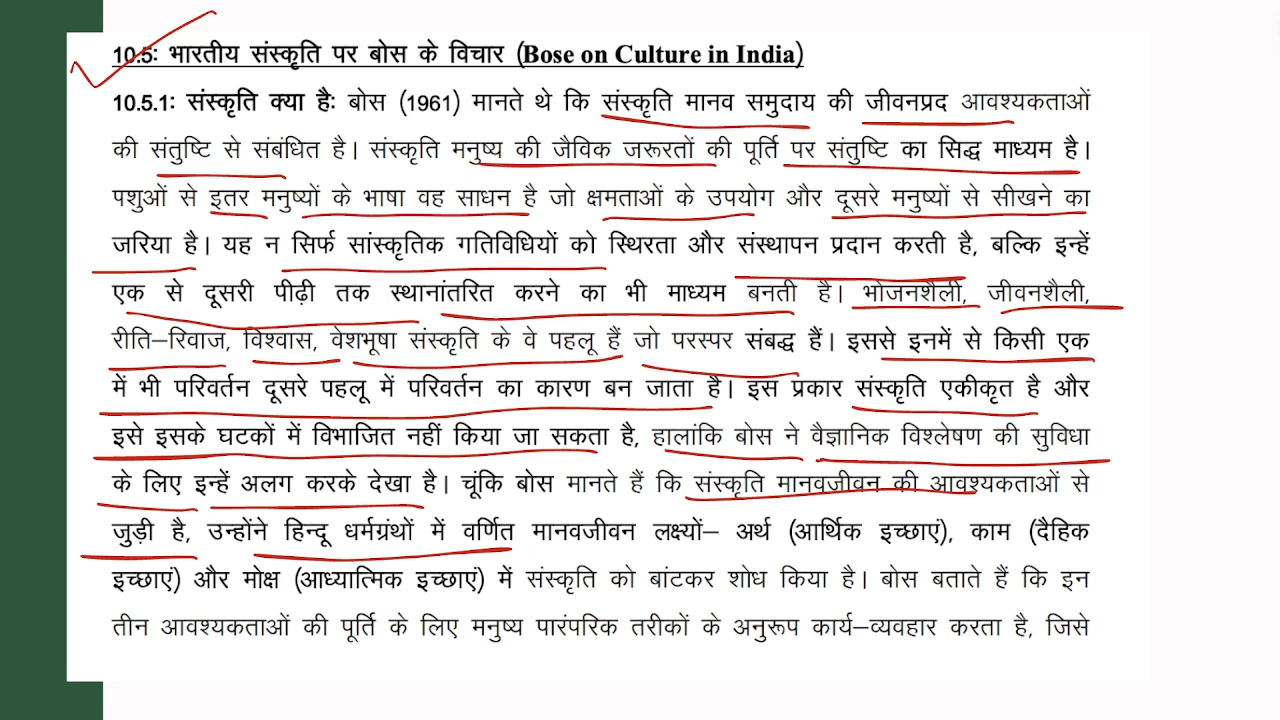 10.5: भारतीय संस्कृति पर बोस के विचार (Bose on Culture in India)
10.5.1: संस्कृति क्या है: बोस (1961) मानते थे कि संस्कृति मानव समुदाय की जीवनप्रद आवश्यकताओं
की संतुष्टि से संबंधित है। संस्कृति मनुष्य की जैविक जरूरतों की पूर्ति पर संतुष्टि का सिद्ध माध्यम है।
पशुओं से इतर मनुष्यों के भाषा वह साधन है जो क्षमताओं के उपयोग और दूसरे मनुष्यों से सीखने का
जरिया है। यह न सिर्फ सांस्कृतिक गतिविधियों को स्थिरता और संस्थापन प्रदान करती है, बल्कि इन्हें
एक से दूसरी पीढ़ी तक स्थानांतरित करने का भी माध्यम बनती है। भोजनशैली, जीवनशैली,
रीति–रिवाज, विश्वास, वेशभूषा संस्कृति के वे पहलू हैं जो परस्पर संबद्ध हैं। इससे इनमें से किसी एक
में भी परिवर्तन दूसरे पहलू में परिवर्तन का कारण बन जाता है। इस प्रकार संस्कृति एकीकृत है और
इसे इसके घटकों में विभाजित नहीं किया जा सकता है, हालांकि बोस ने वैज्ञानिक विश्लेषण की सुविधा
के लिए इन्हें अलग करके देखा है। चूंकि बोस मानते हैं कि संस्कृति मानवजीवन की आवश्यकताओं से
जुड़ी है, उन्होंने हिन्दू धर्मग्रंथों में वर्णित मानवजीवन लक्ष्यों– अर्थ (आर्थिक इच्छाएं), काम (दैहिक
इच्छाएं) और मोक्ष (आध्यात्मिक इच्छाएं) में संस्कृति को बांटकर शोध किया है। बोस बताते हैं कि इन
तीन आवश्यकताओं की पूर्ति के लिए मनुष्य पारंपरिक तरीकों के अनुरूप कार्य–व्यवहार करता है, जिसे